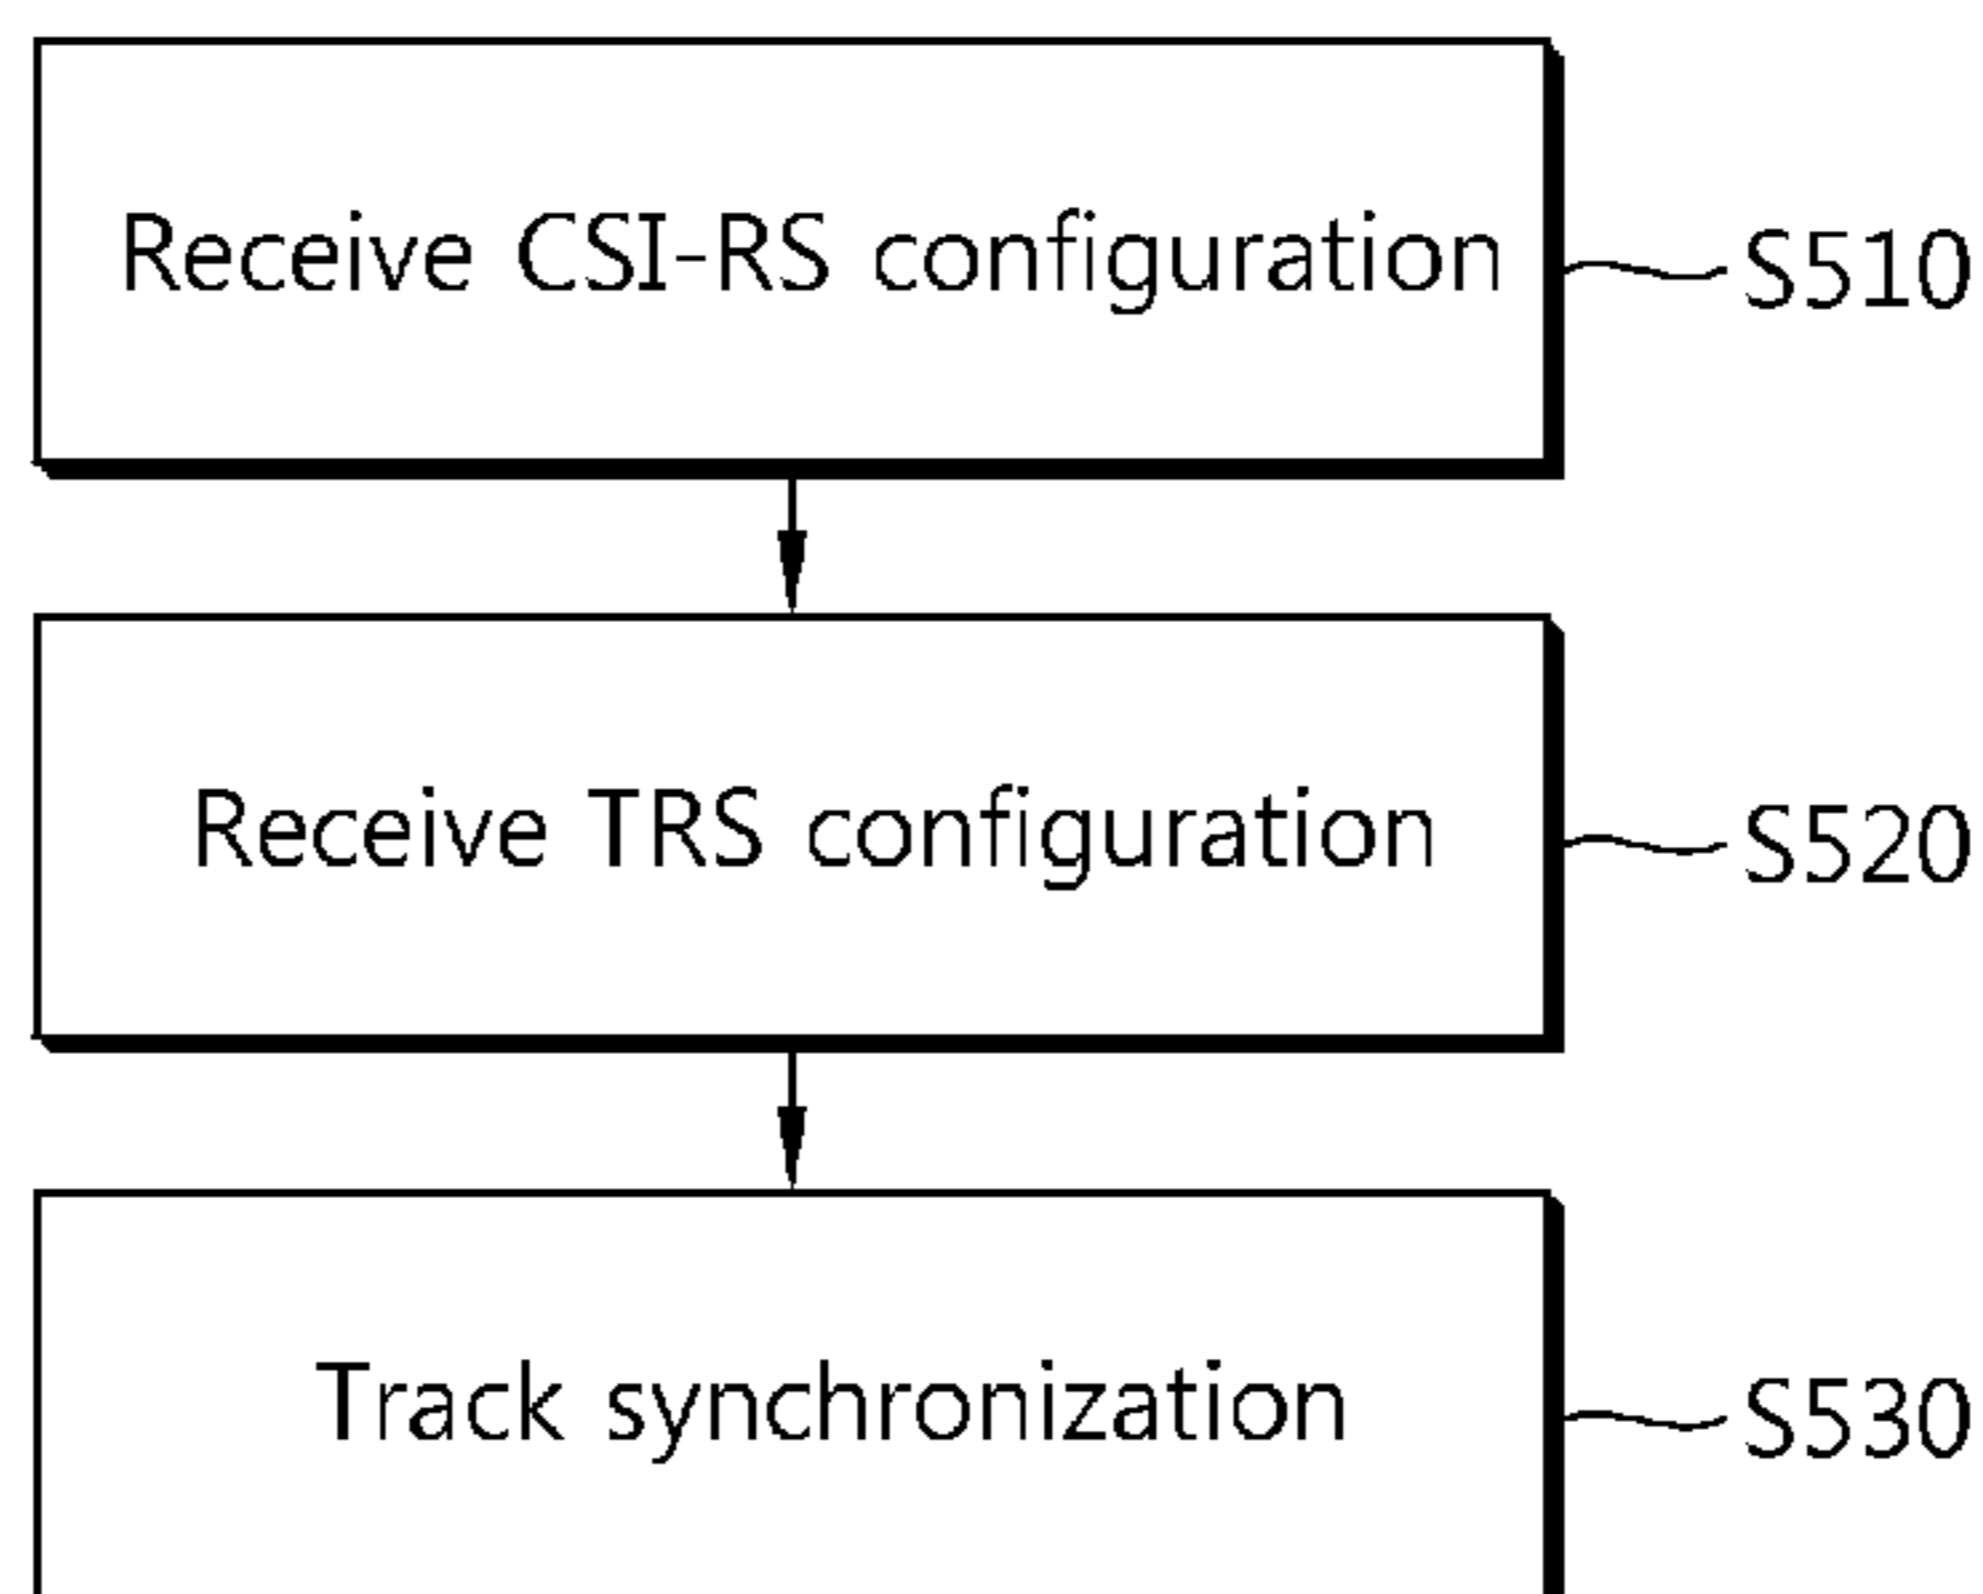 Receive CSI-RS configuration
S510
Receive TRS configuration
S520
Track synchronization
S530